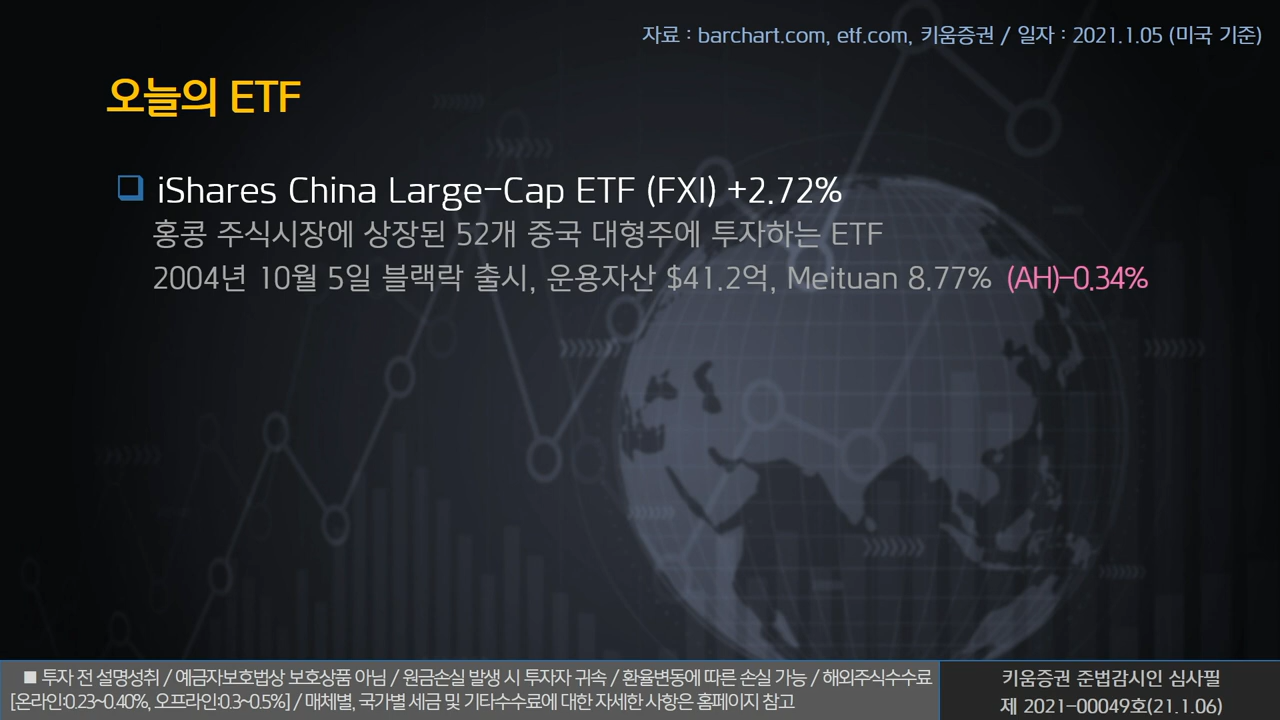 자료 : barchart.com, etf.com, 키움증권 / 일자 : 2021.1.05 (미국 기준)
오늘의 ETF
❑ iShares China Large-Cap ETF (FXI) +2.72%
홍콩 주식시장에 상장된 52개 중국 대형주에 투자하는 ETF
2004년 10월 5일 블랙락 출시, 운용자산 $41.2억, Meituan 8.77% (AH)-0.34%
■ 투자 전 설명성취 / 예금자보호법상 보호상품 아님 / 원금손실 발생 시 투자자 귀속 / 환율변동에 따른 손실 가능 / 해외주식수수료
[온라인:0.23~0.40%, 오프라인:0.3~0.5%] / 매체별, 국가별 세금 및 기타수수료에 대한 자세한 사항은 홈페이지 참고
키움증권 준법감시인 심사필
제 2021-00049호(21.1.06)